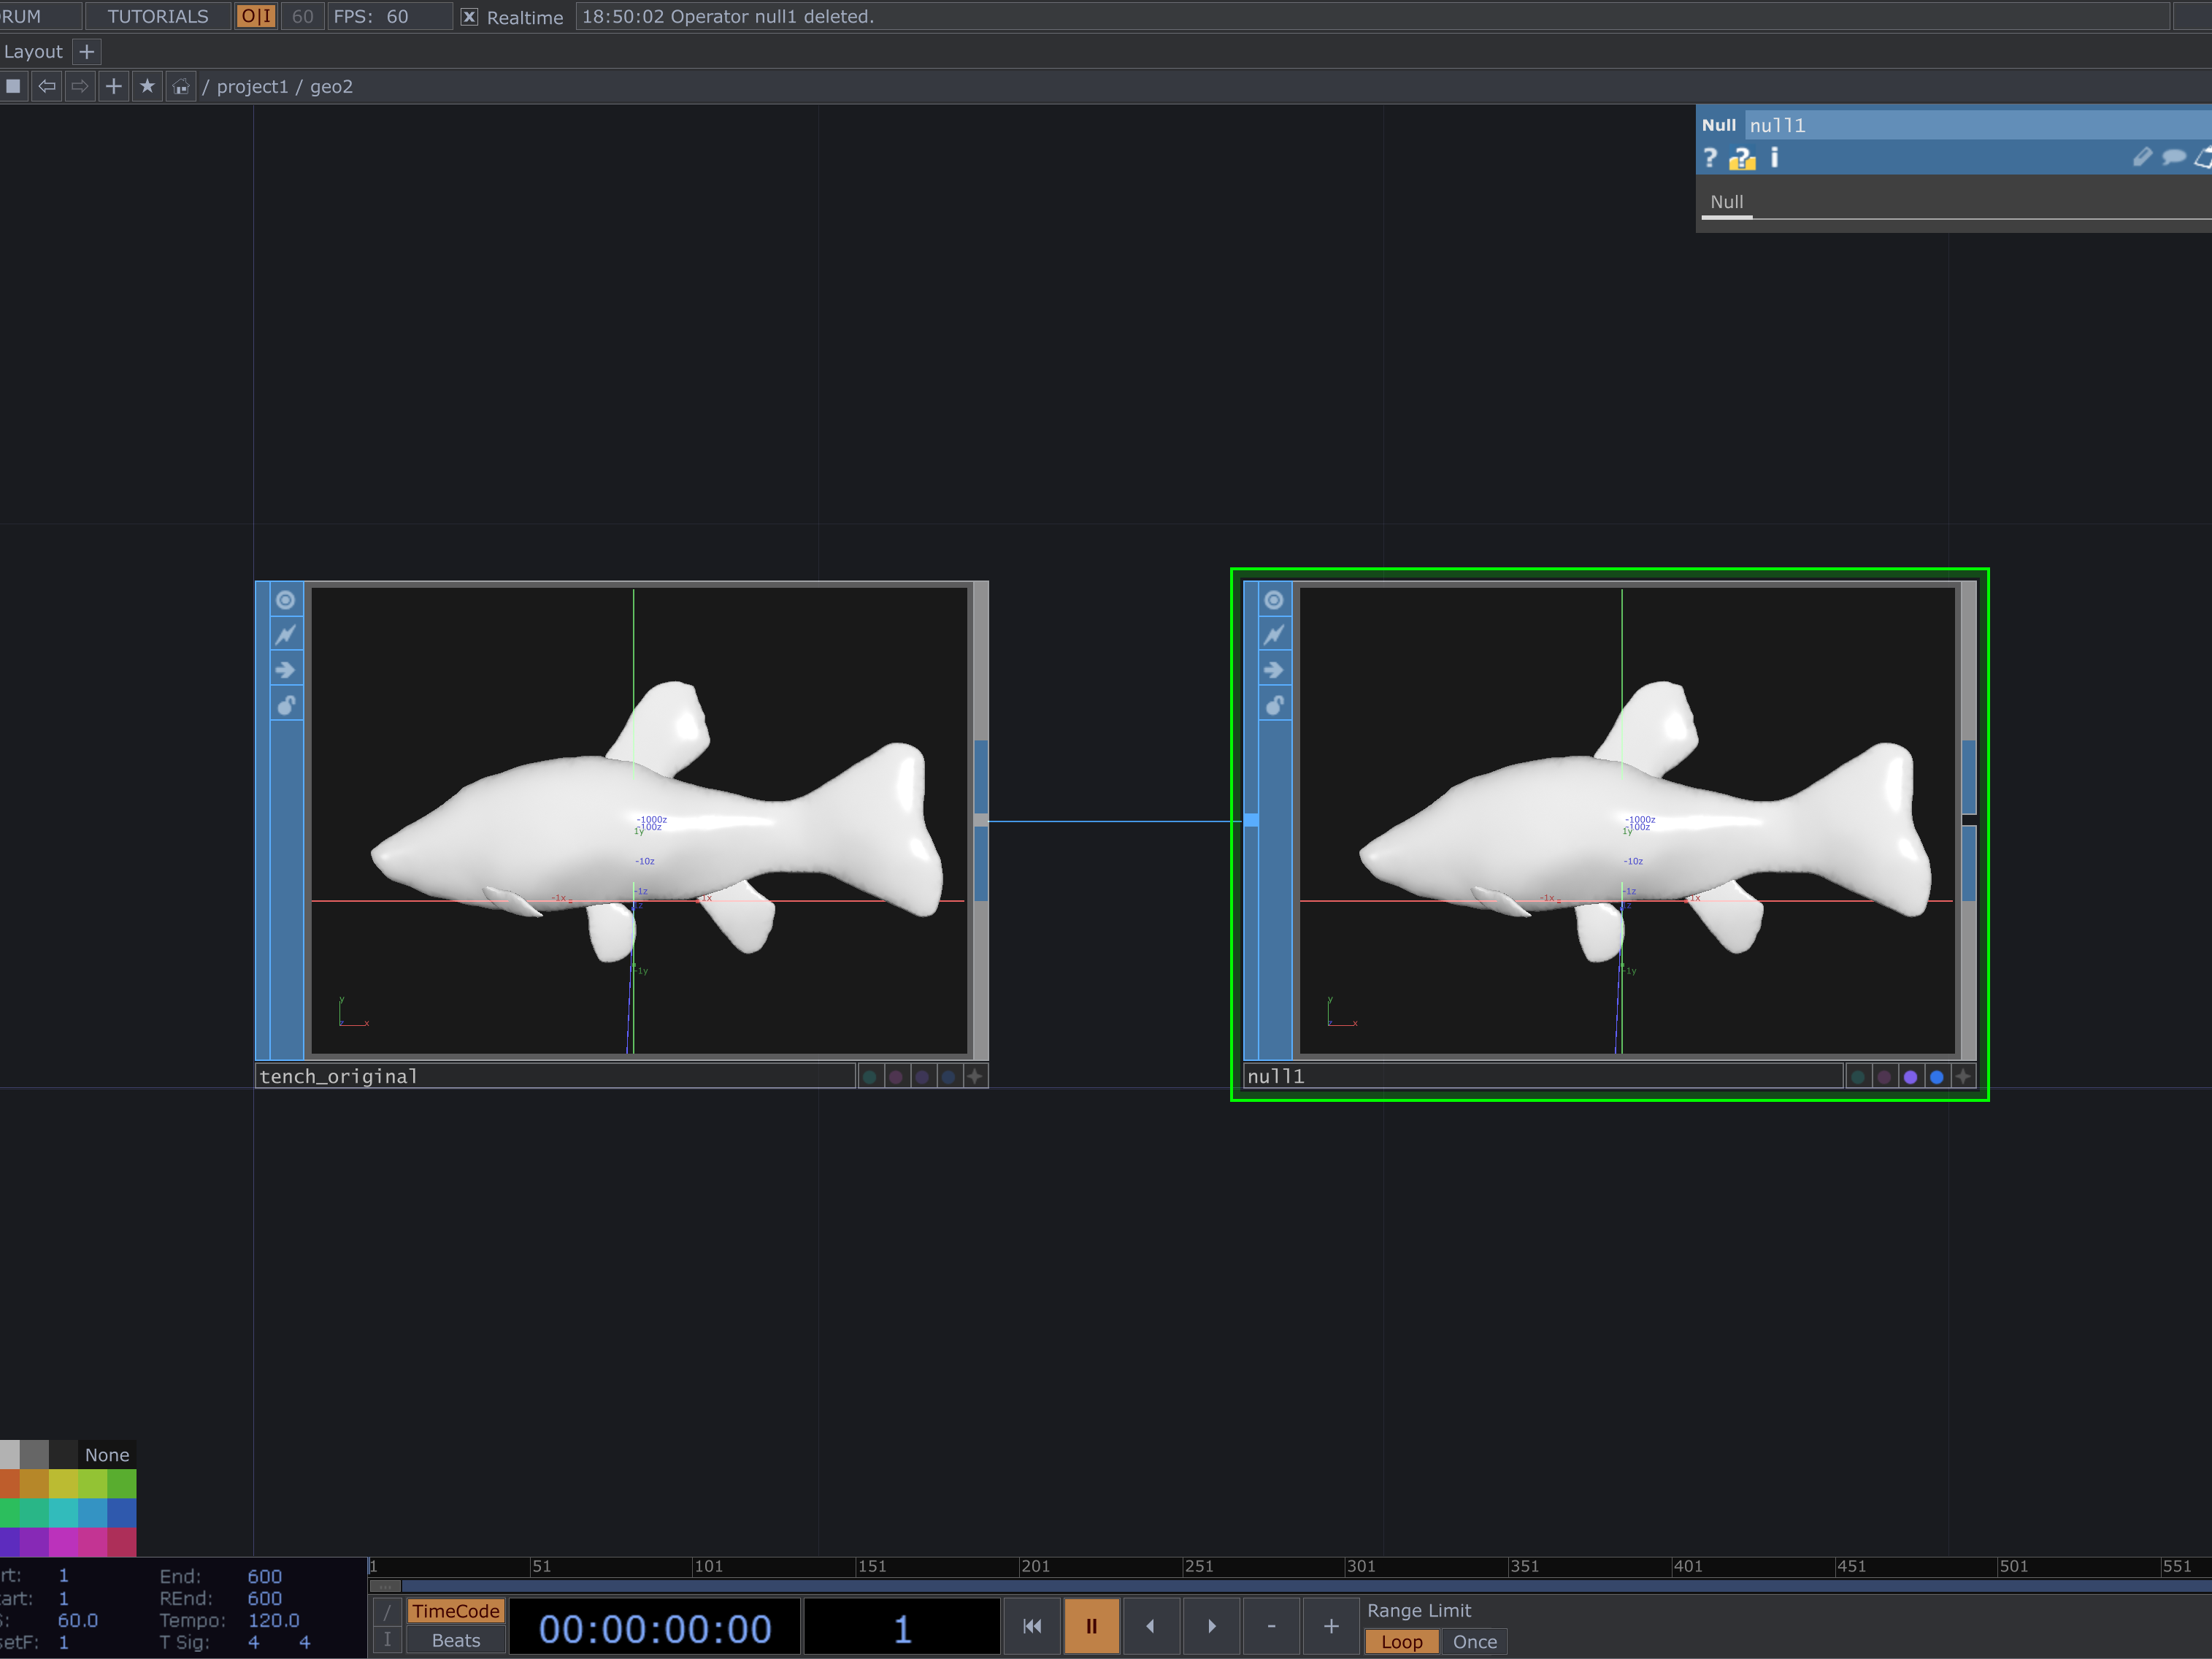 RUM TUTORIALS O|I 60 FPS: 60 x Realtime 18:50:02 Operator null1 deleted.
Layout +
/ project1 / geo2
Null null1
? ? i
Null
-1000z
-100z
1y
-10z
-1z
-1x 1z 1x
-1y
y
z x
tench_original
-1000z
-100z
1y
-10z
-1z
-1x 1z 1x
-1y
y
z x
null1
None
1 51 101 151 201 251 301 351 401 451 501 551
rt: 1 End: 600
tart: 1 REnd: 600
S: 60.0 Tempo: 120.0
setF: 1 T Sig: 4 4
...
/ TimeCode
I Beats
00:00:00:00
1
- +
Range Limit
Loop Once